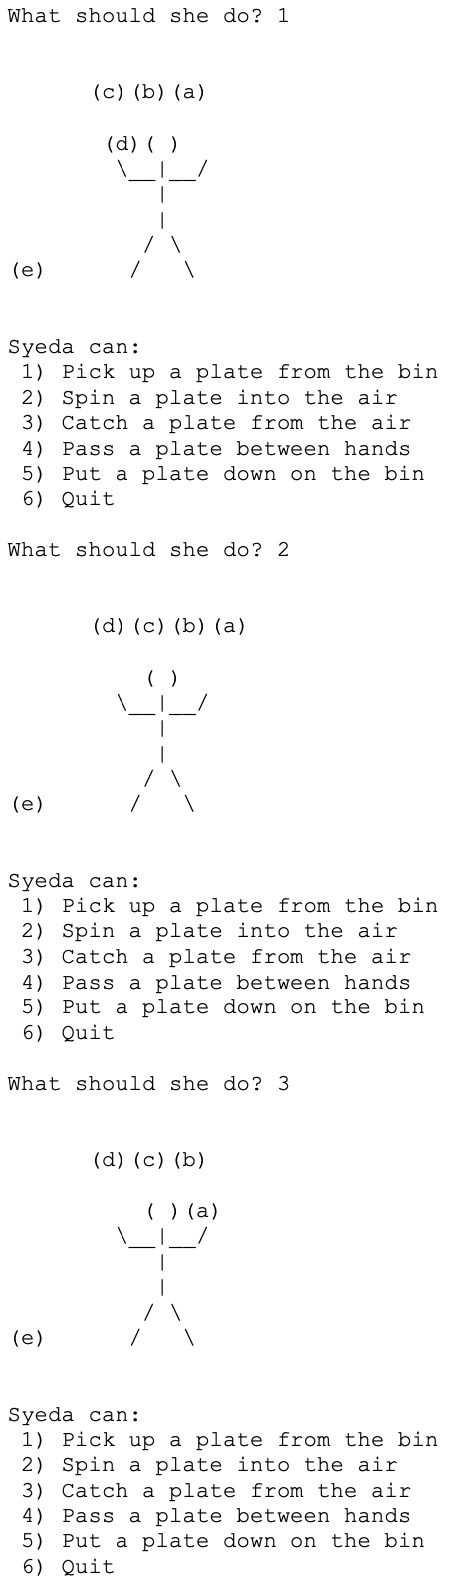 What should she do? 1
(c)(b)(a)
(d)( )
\__|__/
|
|
/ \
(e)      /   \
Syeda can:
1) Pick up a plate from the bin
2) Spin a plate into the air
3) Catch a plate from the air
4) Pass a plate between hands
5) Put a plate down on the bin
6) Quit
What should she do? 2
(d)(c)(b)(a)
( )
\__|__/
|
|
/ \
(e)      /   \
Syeda can:
1) Pick up a plate from the bin
2) Spin a plate into the air
3) Catch a plate from the air
4) Pass a plate between hands
5) Put a plate down on the bin
6) Quit
What should she do? 3
(d)(c)(b)
( )(a)
\__|__/
|
|
/ \
(e)      /   \
Syeda can:
1) Pick up a plate from the bin
2) Spin a plate into the air
3) Catch a plate from the air
4) Pass a plate between hands
5) Put a plate down on the bin
6) Quit